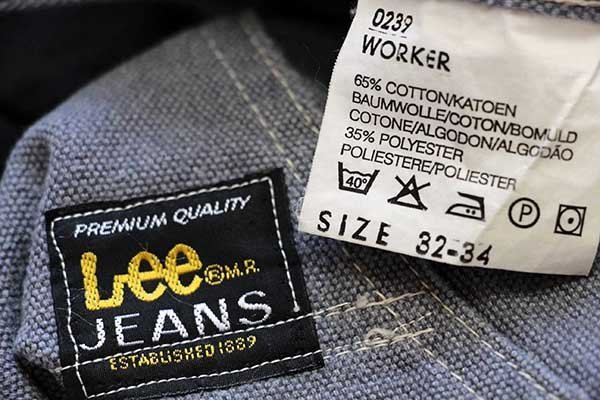 0239
WORKER
65% COTTON/KATOEN
BAUMWOLLE/COTON/BOMULD
COTONE/ALGODON/ALGODÃO
35% POLYESTER
POLIESTERE/POLIESTER
40°
P
SIZE 32-34
PREMIUM QUALITY
Lee ® M.R.
JEANS
ESTABLISHED 1889